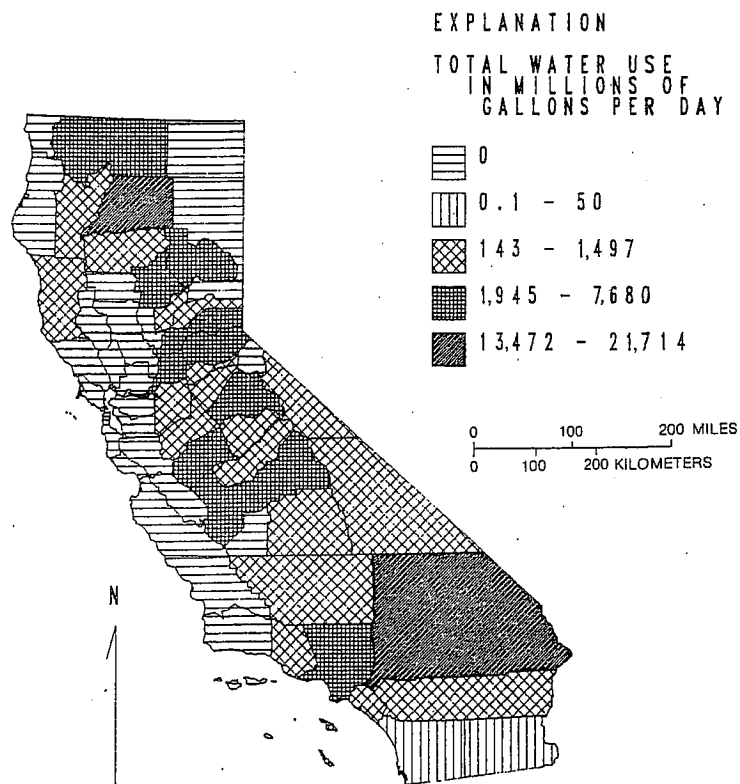 EXPLANATION
TOTAL WATER USE
IN MILLIONS OF
GALLONS PER DAY
0
0.1 - 50
143 - 1,497
1,945 - 7,680
13,472 - 21,714
0 100 200 MILES
0 100 200 KILOMETERS
N